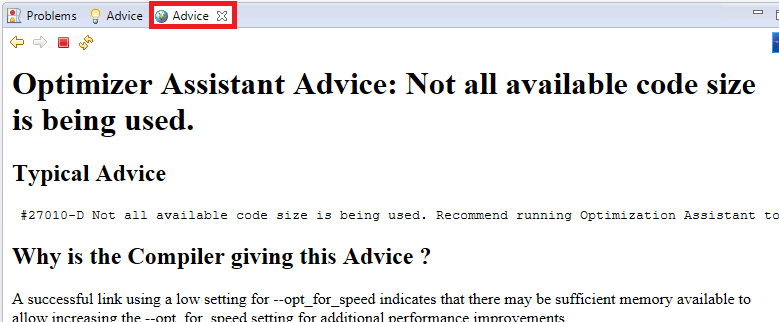 Problems Advice Advice
Optimizer Assistant Advice: Not all available code size
is being used.
Typical Advice
#27010-D Not all available code size is being used. Recommend running Optimization Assistant to
Why is the Compiler giving this Advice ?
A successful link using a low setting for --opt_for_speed indicates that there may be sufficient memory available to
allow increasing the --opt_for_speed setting for additional performance improvements